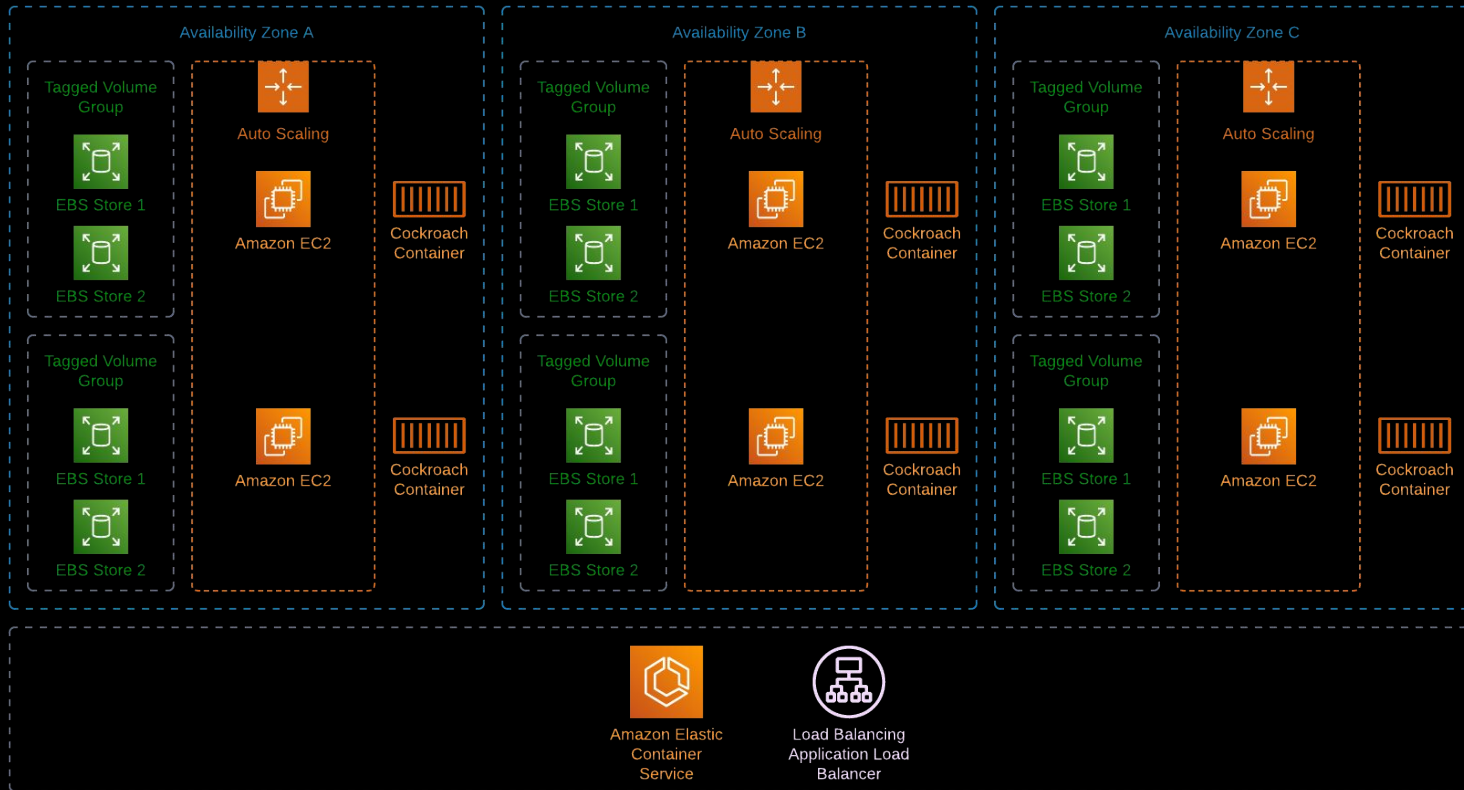 Availability Zone A
Tagged Volume
Group
EBS Store 1
EBS Store 2
Tagged Volume
Group
EBS Store 1
EBS Store 2
Auto Scaling
Amazon EC2
Amazon EC2
Cockroach
Container
Cockroach
Container
Availability Zone B
Tagged Volume
Group
EBS Store 1
EBS Store 2
Tagged Volume
Group
EBS Store 1
EBS Store 2
Auto Scaling
Amazon EC2
Amazon EC2
Cockroach
Container
Cockroach
Container
Availability Zone C
Tagged Volume
Group
EBS Store 1
EBS Store 2
Tagged Volume
Group
EBS Store 1
EBS Store 2
Auto Scaling
Amazon EC2
Amazon EC2
Cockroach
Container
Cockroach
Container
Amazon Elastic
Container
Service
Load Balancing
Application Load
Balancer